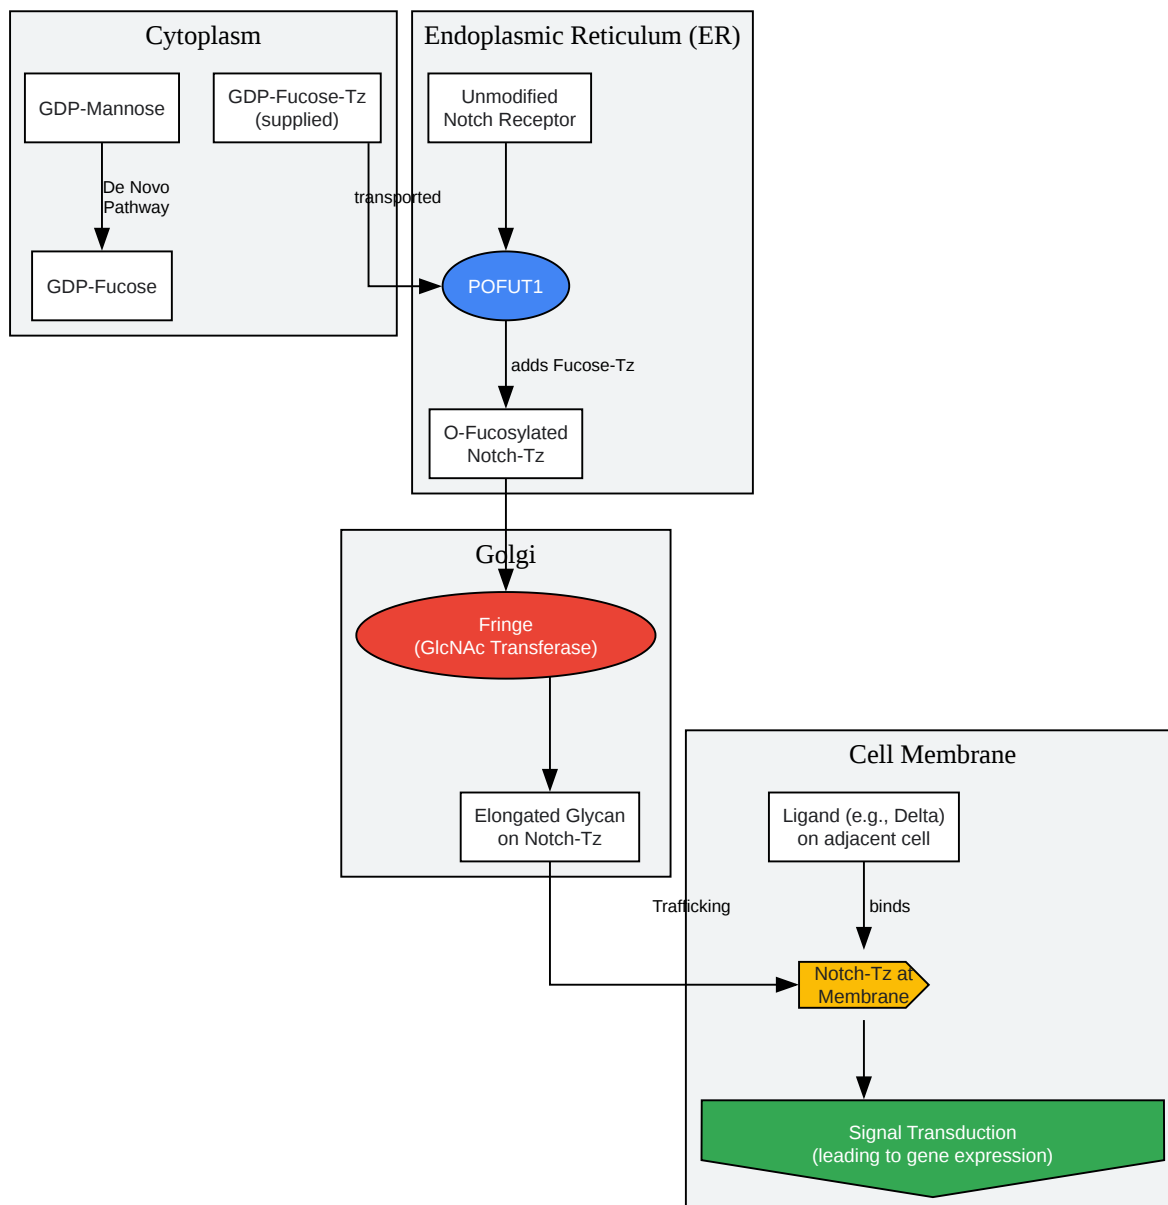 Cytoplasm
GDP-Mannose
GDP-Fucose-Tz
(supplied)
De Novo
Pathway
GDP-Fucose
Endoplasmic Reticulum (ER)
Unmodified
Notch Receptor
transported
POFUT1
adds Fucose-Tz
O-Fucosylated
Notch-Tz
Golgi
Fringe
(GlcNAc Transferase)
Elongated Glycan
on Notch-Tz
Trafficking
Cell Membrane
Ligand (e.g., Delta)
on adjacent cell
binds
Notch-Tz at
Membrane
Signal Transduction
(leading to gene expression)